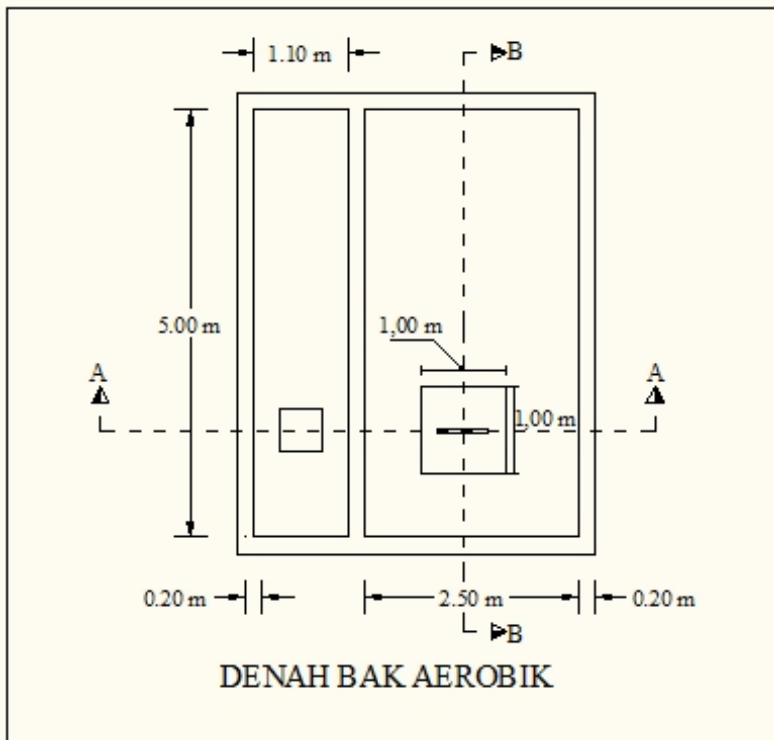 B
1.10 m
5.00 m
1,00 m
A
A
1,00 m
0.20 m
2.50 m
0.20 m
B
DENAH BAK AEROBIK